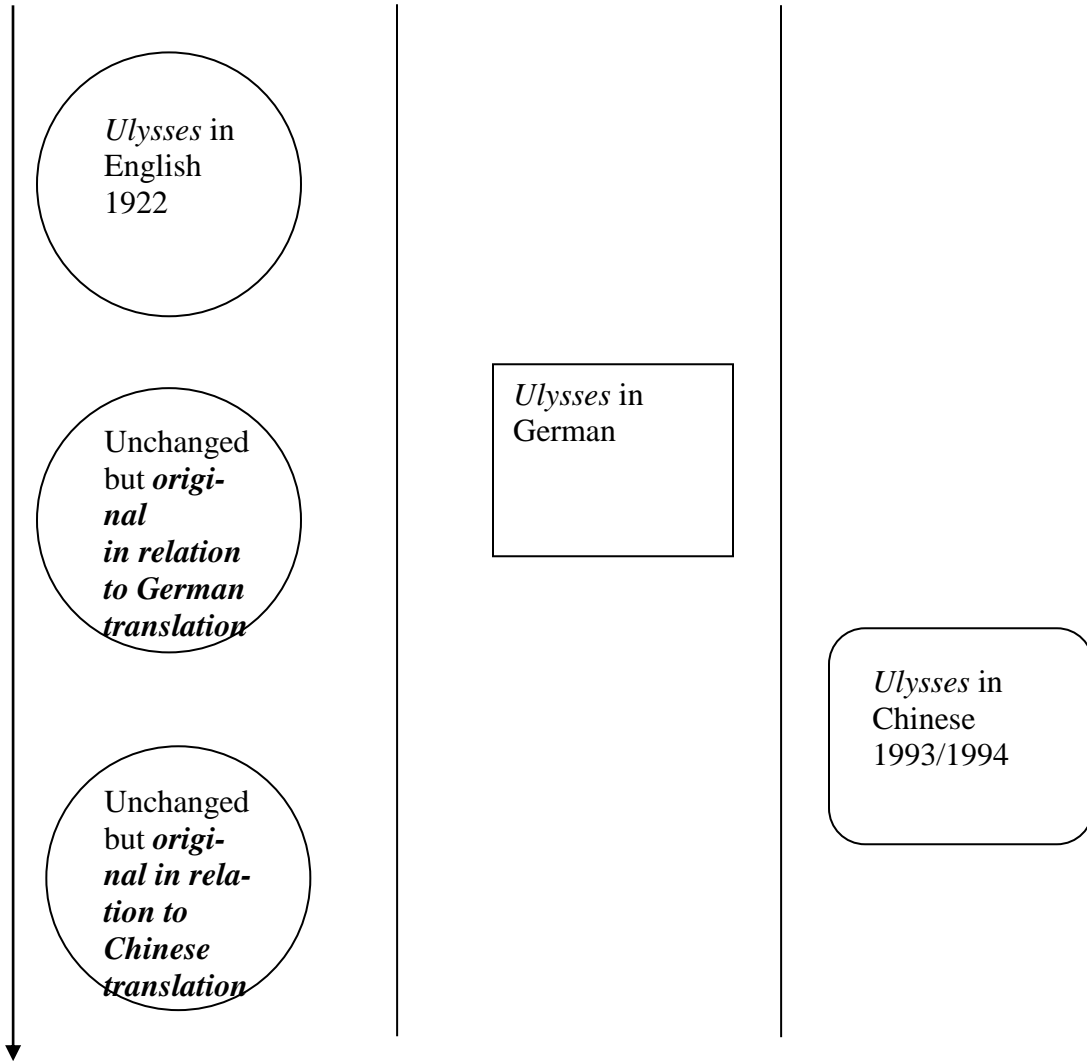 Ulysses in
English
1922
Ulysses in
German
Unchanged
but origi-
nal
in relation
to German
translation
Ulysses in
Chinese
1993/1994
Unchanged
but origi-
nal in rela-
tion to
Chinese
translation